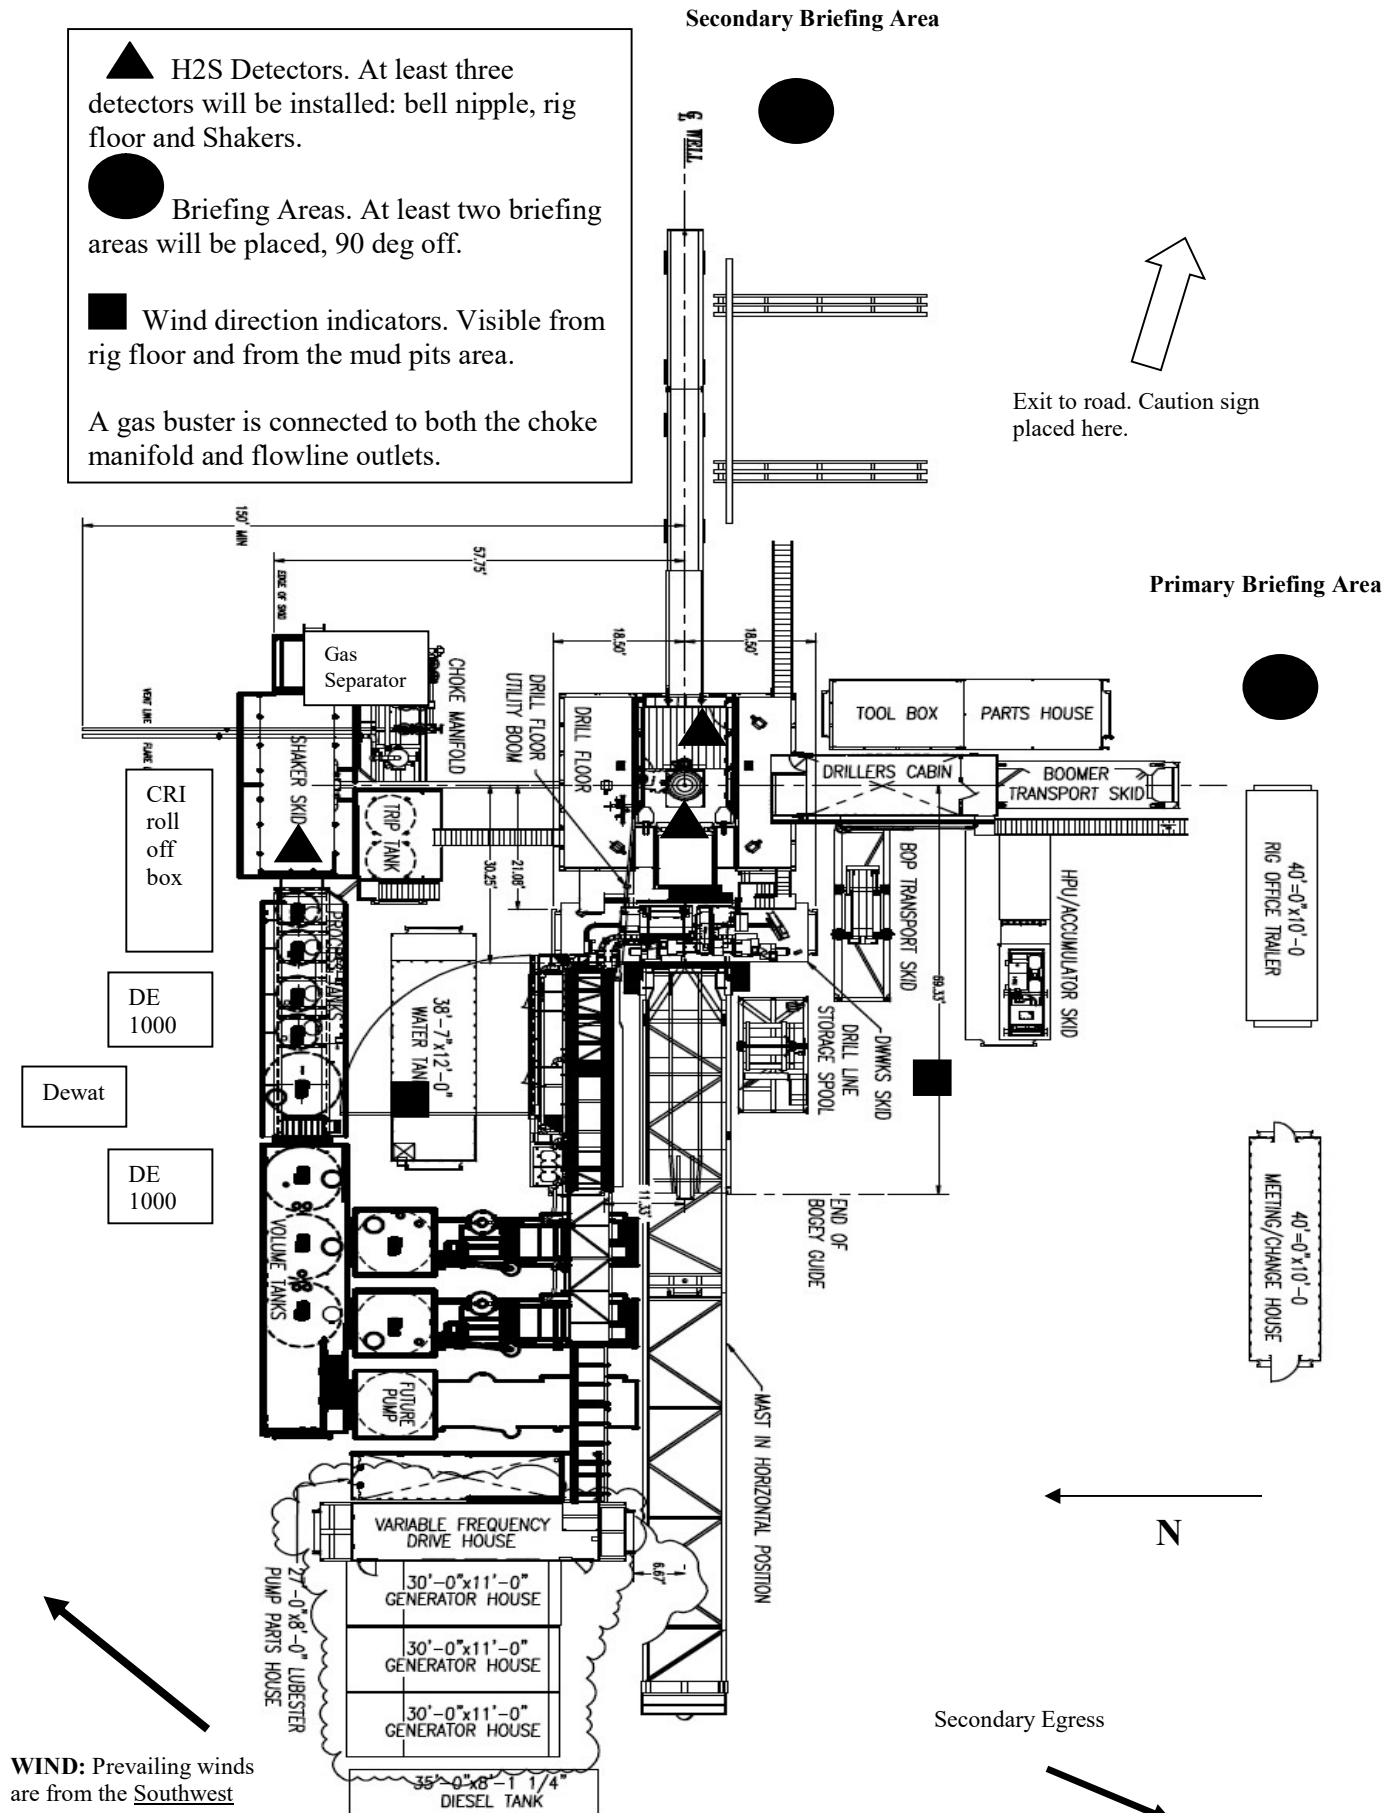 Secondary Briefing Area
H2S Detectors. At least three
detectors will be installed: bell nipple, rig
floor and Shakers.
Briefing Areas. At least two briefing
areas will be placed, 90 deg off.
Wind direction indicators. Visible from
rig floor and from the mud pits area.
A gas buster is connected to both the choke
manifold and flowline outlets.
WELL
Exit to road. Caution sign
placed here.
150' MIN
57.75'
EDGE OF SKID
Primary Briefing Area
18.50'
18.50'
Gas
Separator
CHOKE MANIFOLD
DRILL FLOOR
UTILITY BOOM
DRILL FLOOR
TOOL BOX
PARTS HOUSE
VENT LINE
FLARE
SHAKER SKID
DRILLERS CABIN
BOOMER
TRANSPORT SKID
CRI
roll
off
box
TRIP
TANK
30.25'
21.08'
BOP TRANSPORT SKID
HPU/ACCUMULATOR SKID
40'=0"x10'-0
RIG OFFICE TRAILER
PROCESS TANKS
38'-7"x12'-0"
WATER TANK
69.33'
DE
1000
DRILL LINE
STORAGE SPOOL
DWWKS SKID
Dewat
DE
1000
11.33'
END OF
BOGEY GUIDE
40'=0"x10'-0
MEETING/CHANGE HOUSE
VOLUME TANKS
FUTURE
PUMP
MAST IN HORIZONTAL POSITION
N
VARIABLE FREQUENCY
DRIVE HOUSE
6.67'
27'-0"x8'-0" LUBESTER
PUMP PARTS HOUSE
30'-0"x11'-0"
GENERATOR HOUSE
30'-0"x11'-0"
GENERATOR HOUSE
30'-0"x11'-0"
GENERATOR HOUSE
Secondary Egress
WIND: Prevailing winds
are from the Southwest
35'-0"x8'-1 1/4"
DIESEL TANK